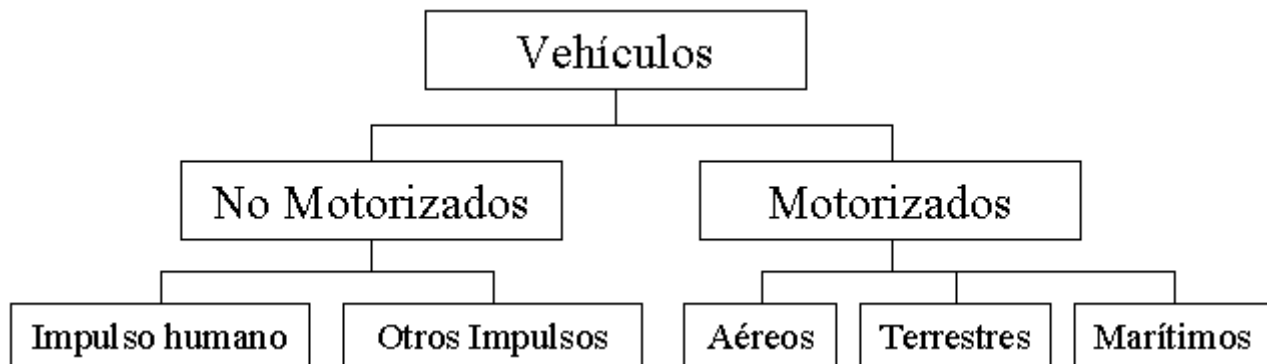 Vehículos
No Motorizados
Motorizados
Impulso humano
Otros Impulsos
Aéreos
Terrestres
Marítimos